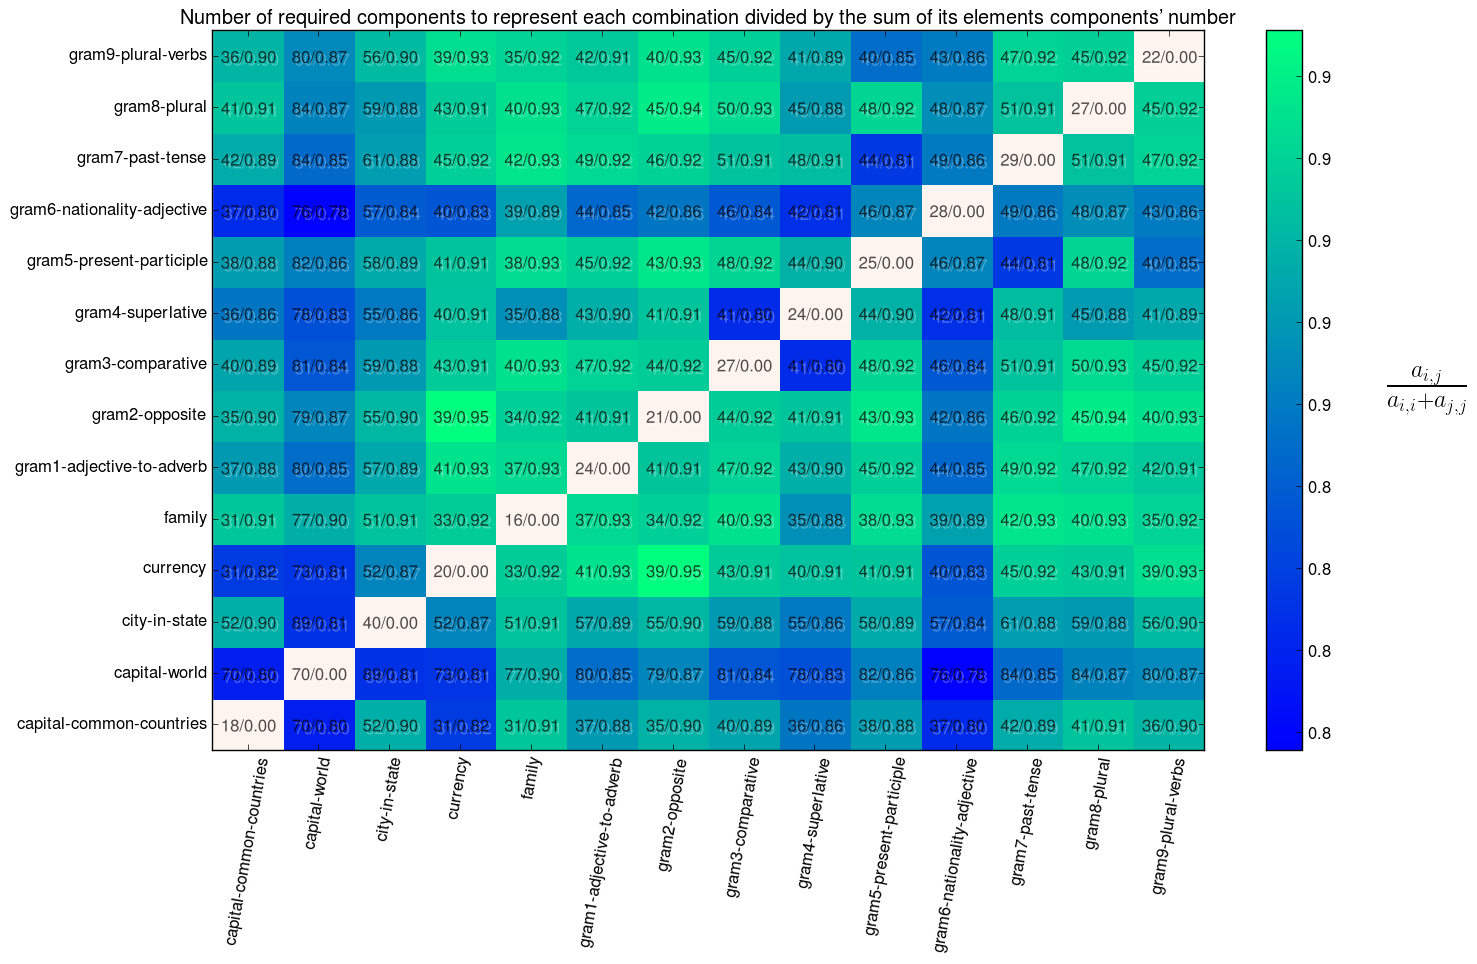 Number of required components to represent each combination divided by the sum of its elements components' number
gram9-plural-verbs 36/0.90 80/0.87 56/0.90 39/0.93 35/0.92 42/0.91 40/0.93 45/0.92 41/0.89 40/0.85 43/0.86 47/0.92 45/0.92 22/0.00
gram8-plural 41/0.91 84/0.87 59/0.88 43/0.91 40/0.93 47/0.92 45/0.94 50/0.93 45/0.88 48/0.92 48/0.87 51/0.91 27/0.00 45/0.92
gram7-past-tense 42/0.89 84/0.85 61/0.88 45/0.92 42/0.93 49/0.92 46/0.92 51/0.91 48/0.91 44/0.81 49/0.86 29/0.00 51/0.91 47/0.92
gram6-nationality-adjective 37/0.80 76/0.78 57/0.84 40/0.83 39/0.89 44/0.85 42/0.86 46/0.84 42/0.81 46/0.87 28/0.00 49/0.86 48/0.87 43/0.86
gram5-present-participle 38/0.88 82/0.86 58/0.89 41/0.91 38/0.93 45/0.92 43/0.93 48/0.92 44/0.90 25/0.00 46/0.87 44/0.81 48/0.92 40/0.85
gram4-superlative 36/0.86 78/0.83 55/0.86 40/0.91 35/0.88 43/0.90 41/0.91 41/0.80 24/0.00 44/0.90 42/0.81 48/0.91 45/0.88 41/0.89
gram3-comparative 40/0.89 81/0.84 59/0.88 43/0.91 40/0.93 47/0.92 44/0.92 27/0.00 41/0.80 48/0.92 46/0.84 51/0.91 50/0.93 45/0.92
gram2-opposite 35/0.90 79/0.87 55/0.90 39/0.95 34/0.92 41/0.91 21/0.00 44/0.92 41/0.91 43/0.93 42/0.86 46/0.92 45/0.94 40/0.93
gram1-adjective-to-adverb 37/0.88 80/0.85 57/0.89 41/0.93 37/0.93 24/0.00 41/0.91 47/0.92 43/0.90 45/0.92 44/0.85 49/0.92 47/0.92 42/0.91
family 31/0.91 77/0.90 51/0.91 33/0.92 16/0.00 37/0.93 34/0.92 40/0.93 35/0.88 38/0.93 39/0.89 42/0.93 40/0.93 35/0.92
currency 31/0.82 73/0.81 52/0.87 20/0.00 33/0.92 41/0.93 39/0.95 43/0.91 40/0.91 41/0.91 40/0.83 45/0.92 43/0.91 39/0.93
city-in-state 52/0.90 89/0.81 40/0.00 52/0.87 51/0.91 57/0.89 55/0.90 59/0.88 55/0.86 58/0.89 57/0.84 61/0.88 59/0.88 56/0.90
capital-world 70/0.80 70/0.00 89/0.81 73/0.81 77/0.90 80/0.85 79/0.87 81/0.84 78/0.83 82/0.86 76/0.78 84/0.85 84/0.87 80/0.87
capital-common-countries 18/0.00 70/0.80 52/0.90 31/0.82 31/0.91 37/0.88 35/0.90 40/0.89 36/0.86 38/0.88 37/0.80 42/0.89 41/0.91 36/0.90
capital-common-countries
capital-world
city-in-state
currency
family
gram1-adjective-to-adverb
gram2-opposite
gram3-comparative
gram4-superlative
gram5-present-participle
gram6-nationality-adjective
gram7-past-tense
gram8-plural
gram9-plural-verbs
0.9
0.9
0.9
0.9
0.9
0.8
0.8
0.8
0.8
a_{i,j}
a_{i,i}+a_{j,j}